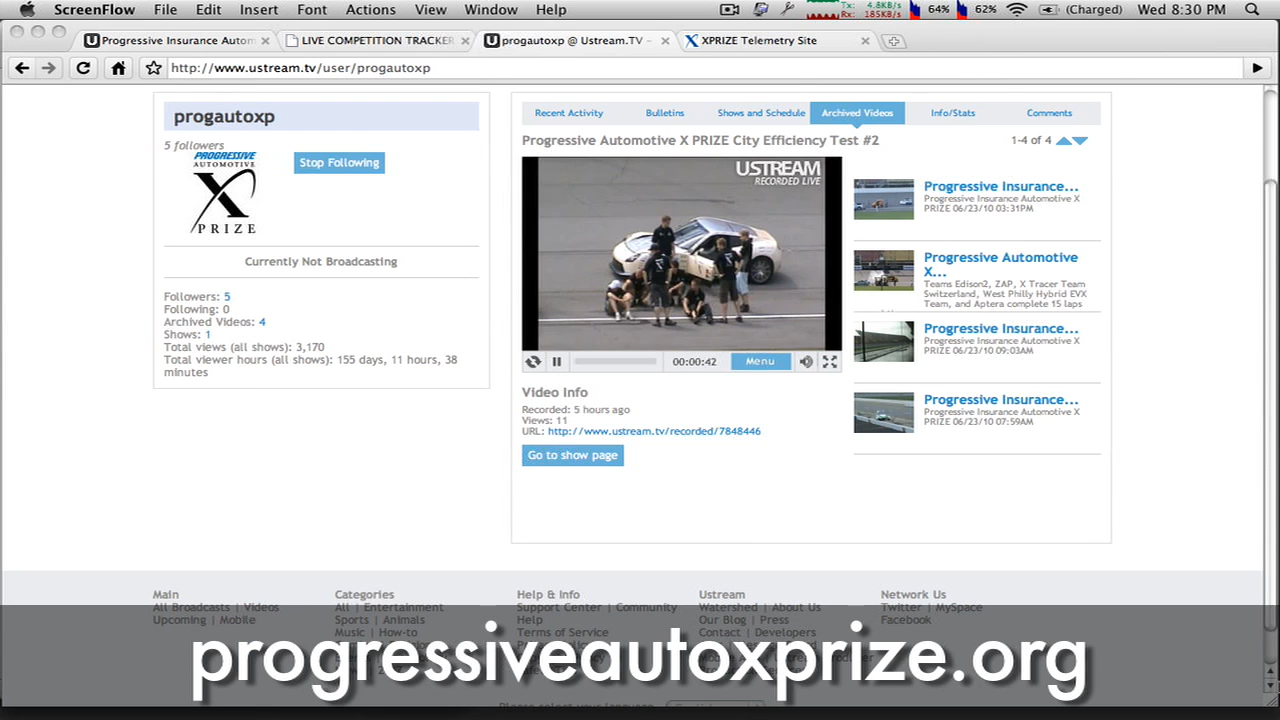 ScreenFlow File Edit Insert Font Actions View Window Help Tx: 4.8KB/s Rx: 185KB/s 64% 62% (Charged) Wed 8:30 PM
Progressive Insurance Autom LIVE COMPETITION TRACKER progautoxp @ Ustream.TV – XPRIZE Telemetry Site
http://www.ustream.tv/user/progautoxp
progautoxp
5 followers
PROGRESSIVE
AUTOMOTIVE
X
PRIZE
Stop Following
Currently Not Broadcasting
Followers: 5
Following: 0
Archived Videos: 4
Shows: 1
Total views (all shows): 3,170
Total viewer hours (all shows): 155 days, 11 hours, 38
minutes
Recent Activity Bulletins Shows and Schedule Archived Videos Info/Stats Comments
Progressive Automotive X PRIZE City Efficiency Test #2
1-4 of 4
USTREAM
RECORDED LIVE
00:00:42 Menu
Video Info
Recorded: 5 hours ago
Views: 11
URL: http://www.ustream.tv/recorded/7848446
Go to show page
Progressive Insurance...
Progressive Insurance Automotive X
PRIZE 06/23/10 03:31PM
Progressive Automotive
X...
Teams Edison2, ZAP, X Tracer Team
Switzerland, West Philly Hybrid EVX
Team, and Aptera complete 15 laps
Progressive Insurance...
Progressive Insurance Automotive X
PRIZE 06/23/10 09:03AM
Progressive Insurance...
Progressive Insurance Automotive X
PRIZE 06/23/10 07:59AM
Main
All Broadcasts | Videos
Upcoming | Mobile
Categories
All | Entertainment
Sports | Animals
Music | How-to
Help & Info
Support Center | Community
Help
Terms of Service
Ustream
Watershed | About Us
Our Blog | Press
Contact | Developers
Network Us
Twitter | MySpace
Facebook
progressiveautoxprize.org